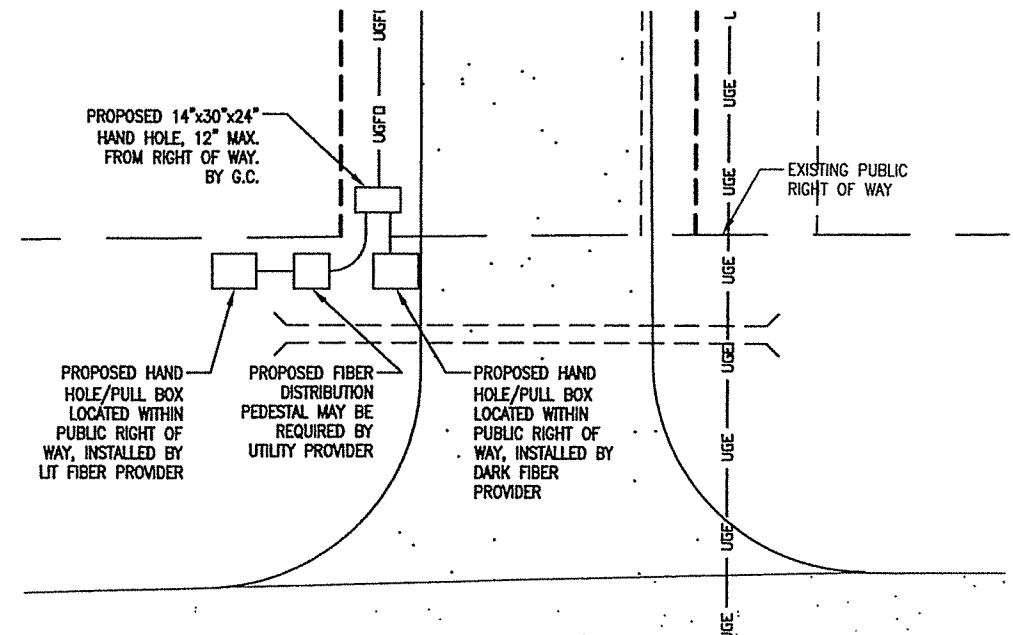 UGF
UGFO
PROPOSED 14"x30"x24"
HAND HOLE, 12" MAX.
FROM RIGHT OF WAY.
BY G.C.
UGE
UGE
EXISTING PUBLIC
RIGHT OF WAY
UGE
UGE
PROPOSED HAND
HOLE/PULL BOX
LOCATED WITHIN
PUBLIC RIGHT OF
WAY, INSTALLED BY
LIT FIBER PROVIDER
PROPOSED FIBER
DISTRIBUTION
PEDESTAL MAY BE
REQUIRED BY
UTILITY PROVIDER
PROPOSED HAND
HOLE/PULL BOX
LOCATED WITHIN
PUBLIC RIGHT OF
WAY, INSTALLED BY
DARK FIBER
PROVIDER
UGE
UGE
UGE